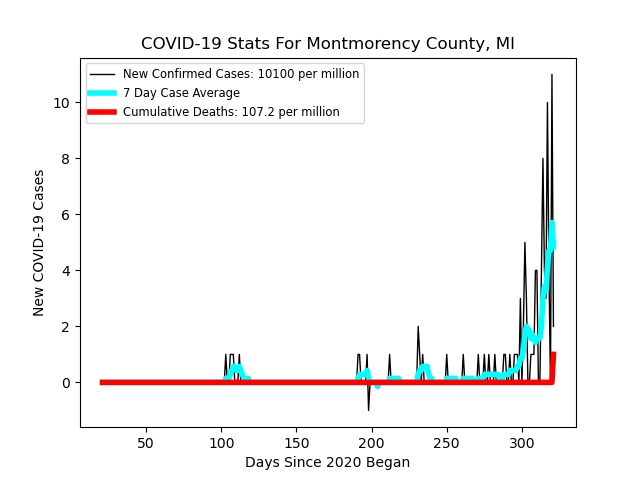 COVID-19 Stats For Montmorency County, MI
New Confirmed Cases: 10100 per million
7 Day Case Average
Cumulative Deaths: 107.2 per million
New COVID-19 Cases
10
8
6
4
2
0
50 100 150 200 250 300
Days Since 2020 Began